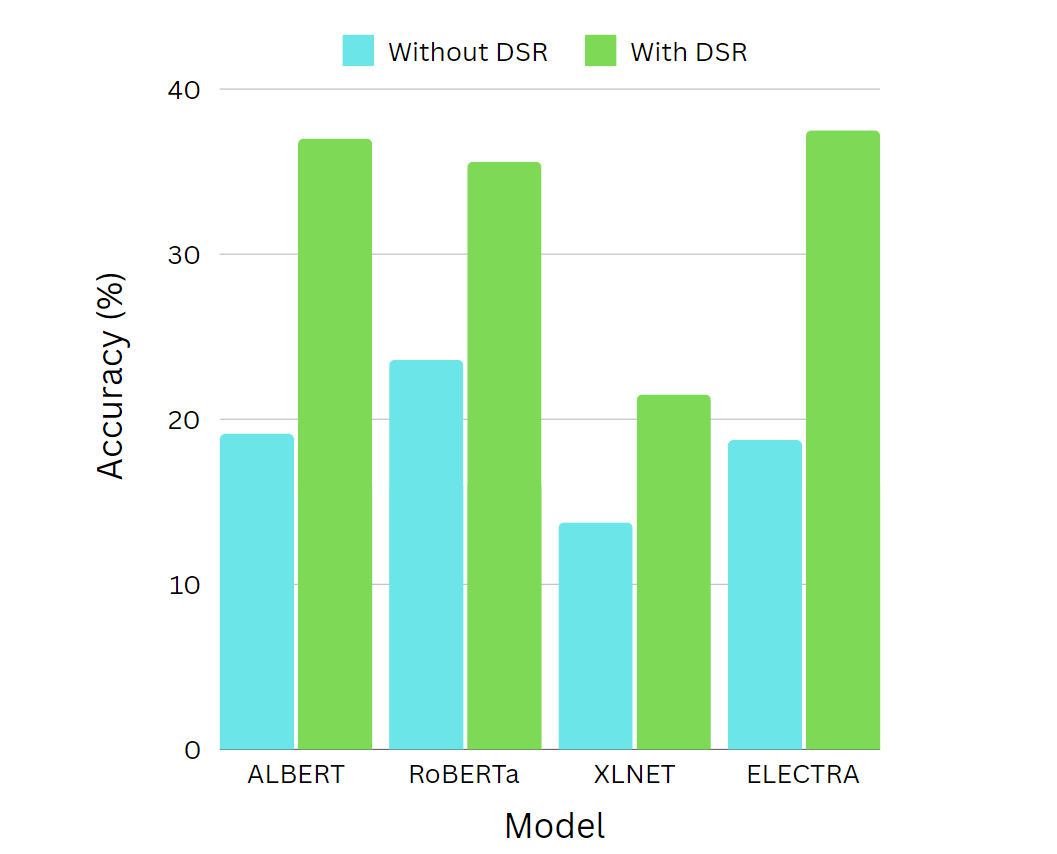 Without DSR With DSR
40
30
20
10
0
Accuracy (%)
ALBERT RoBERTa XLNET ELECTRA
Model